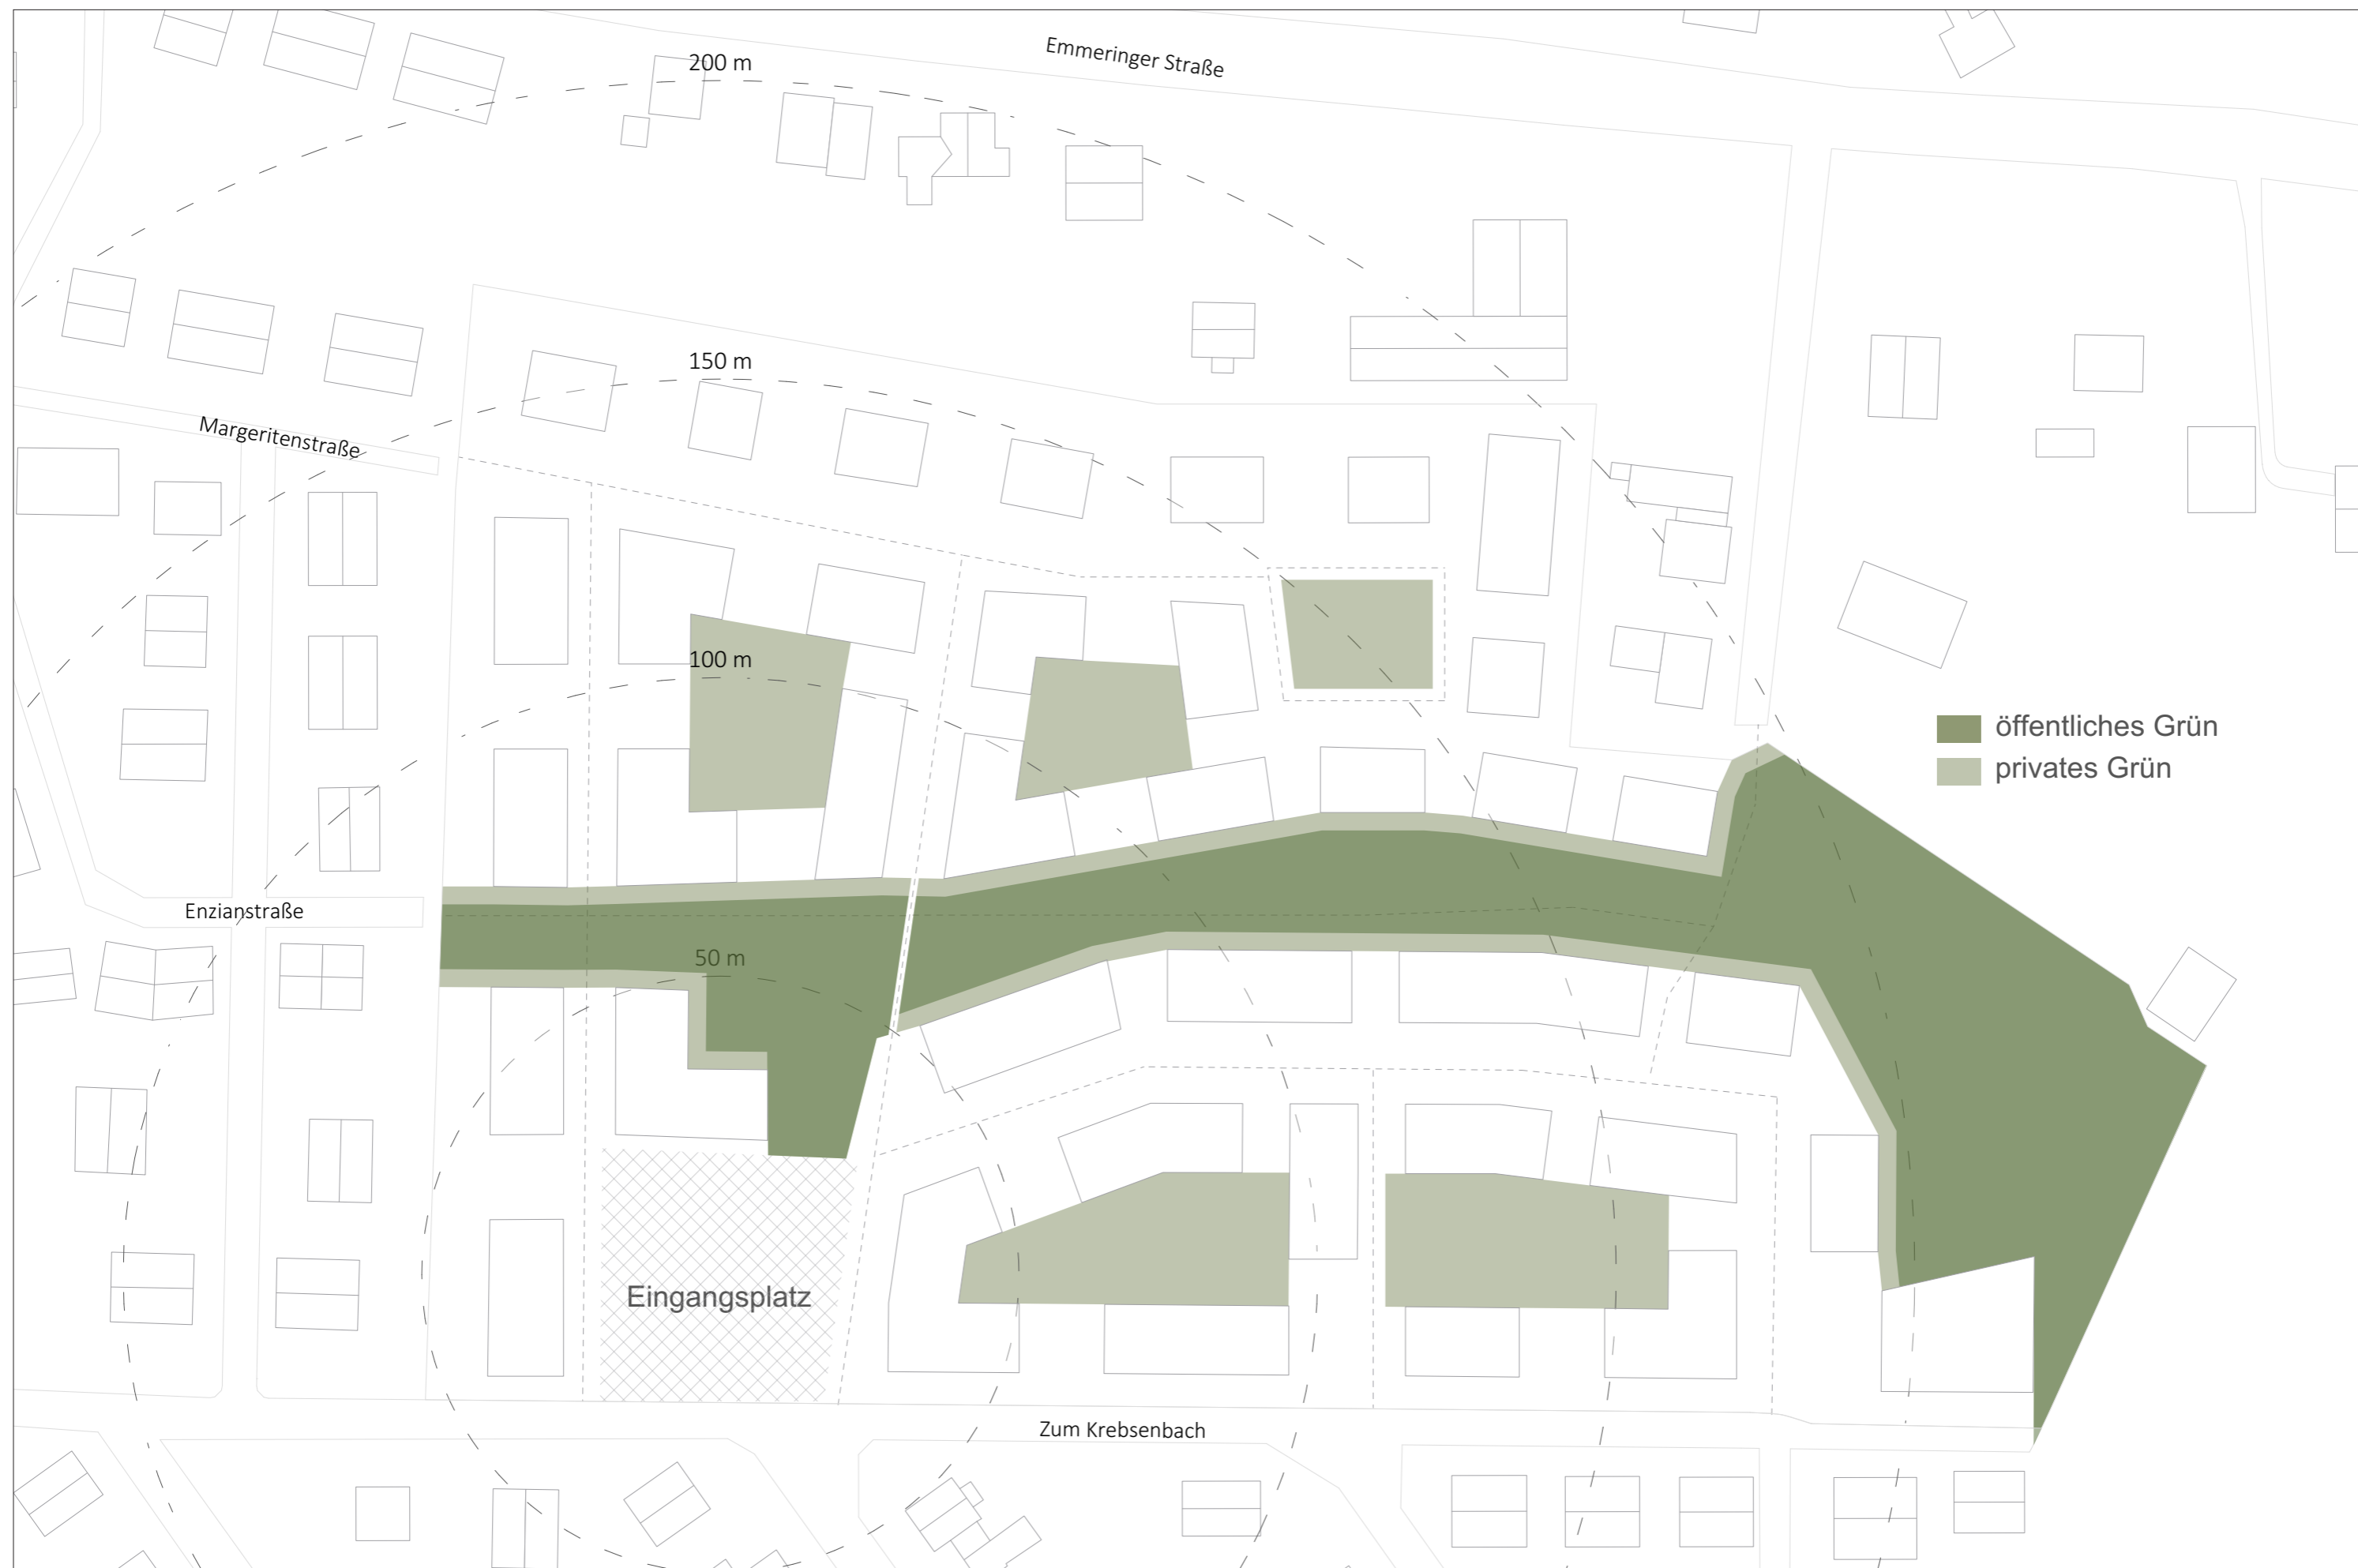 Emmeringer Straße
200 m
150 m
Margeritenstraße
100 m
öffentliches Grün
privates Grün
Enzianstraße
50 m
Eingangsplatz
Zum Krebsenbach